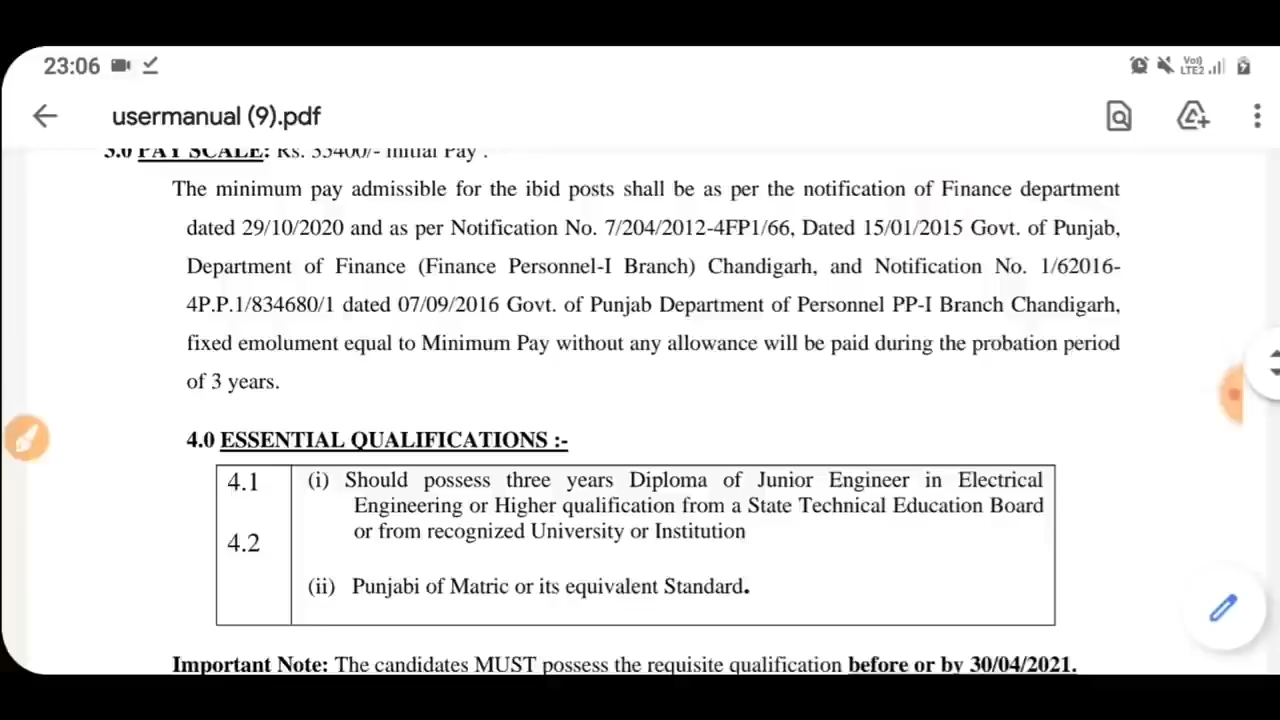 23:06
Vo) LTE2
usermanual (9).pdf
3.0 PAY SCALE: Rs. 35400/- Initial Pay .
The minimum pay admissible for the ibid posts shall be as per the notification of Finance department
dated 29/10/2020 and as per Notification No. 7/204/2012-4FP1/66, Dated 15/01/2015 Govt. of Punjab,
Department of Finance (Finance Personnel-I Branch) Chandigarh, and Notification No. 1/62016-
4P.P.1/834680/1 dated 07/09/2016 Govt. of Punjab Department of Personnel PP-I Branch Chandigarh,
fixed emolument equal to Minimum Pay without any allowance will be paid during the probation period
of 3 years.
4.0 ESSENTIAL QUALIFICATIONS :-
4.1 (i) Should possess three years Diploma of Junior Engineer in Electrical
Engineering or Higher qualification from a State Technical Education Board
or from recognized University or Institution
4.2
(ii) Punjabi of Matric or its equivalent Standard.
Important Note: The candidates MUST possess the requisite qualification before or by 30/04/2021.